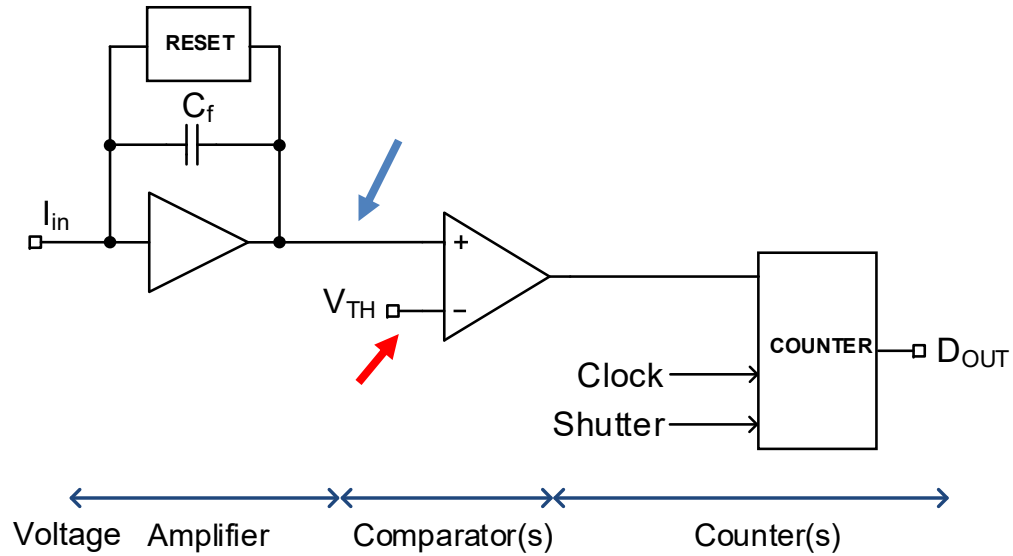 RESET
Cf
Iin
+
VTH
−
COUNTER
DOUT
Clock
Shutter
Voltage Amplifier
Comparator(s)
Counter(s)